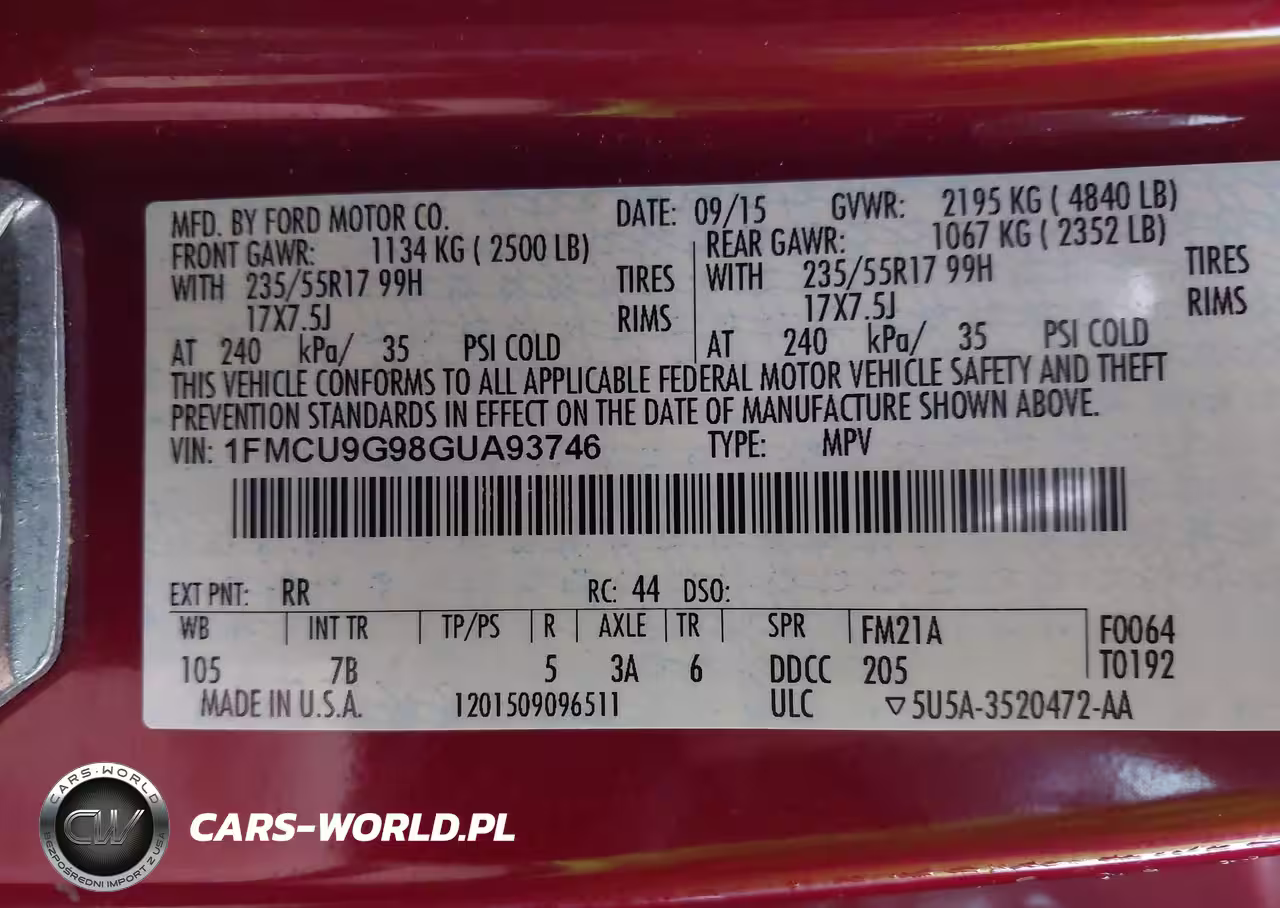 MFD. BY FORD MOTOR CO. DATE: 09/15 GVWR: 2195 KG ( 4840 LB)
FRONT GAWR: 1134 KG ( 2500 LB) REAR GAWR: 1067 KG ( 2352 LB)
WITH 235/55R17 99H TIRES WITH 235/55R17 99H TIRES
17X7.5J RIMS 17X7.5J RIMS
AT 240 kPa/ 35 PSI COLD AT 240 kPa/ 35 PSI COLD
THIS VEHICLE CONFORMS TO ALL APPLICABLE FEDERAL MOTOR VEHICLE SAFETY AND THEFT
PREVENTION STANDARDS IN EFFECT ON THE DATE OF MANUFACTURE SHOWN ABOVE.
VIN: 1FMCU9G98GUA93746 TYPE: MPV
EXT PNT: RR RC: 44 DSO:
WB INT TR TP/PS R AXLE TR SPR FM21A F0064
105 7B 5 3A 6 DDCC 205 T0192
MADE IN U.S.A. 1201509096511 ULC ▽5U5A-3520472-AA
CARS-WORLD
CW
BEZPOŚREDNI IMPORT Z USA
CARS-WORLD.PL